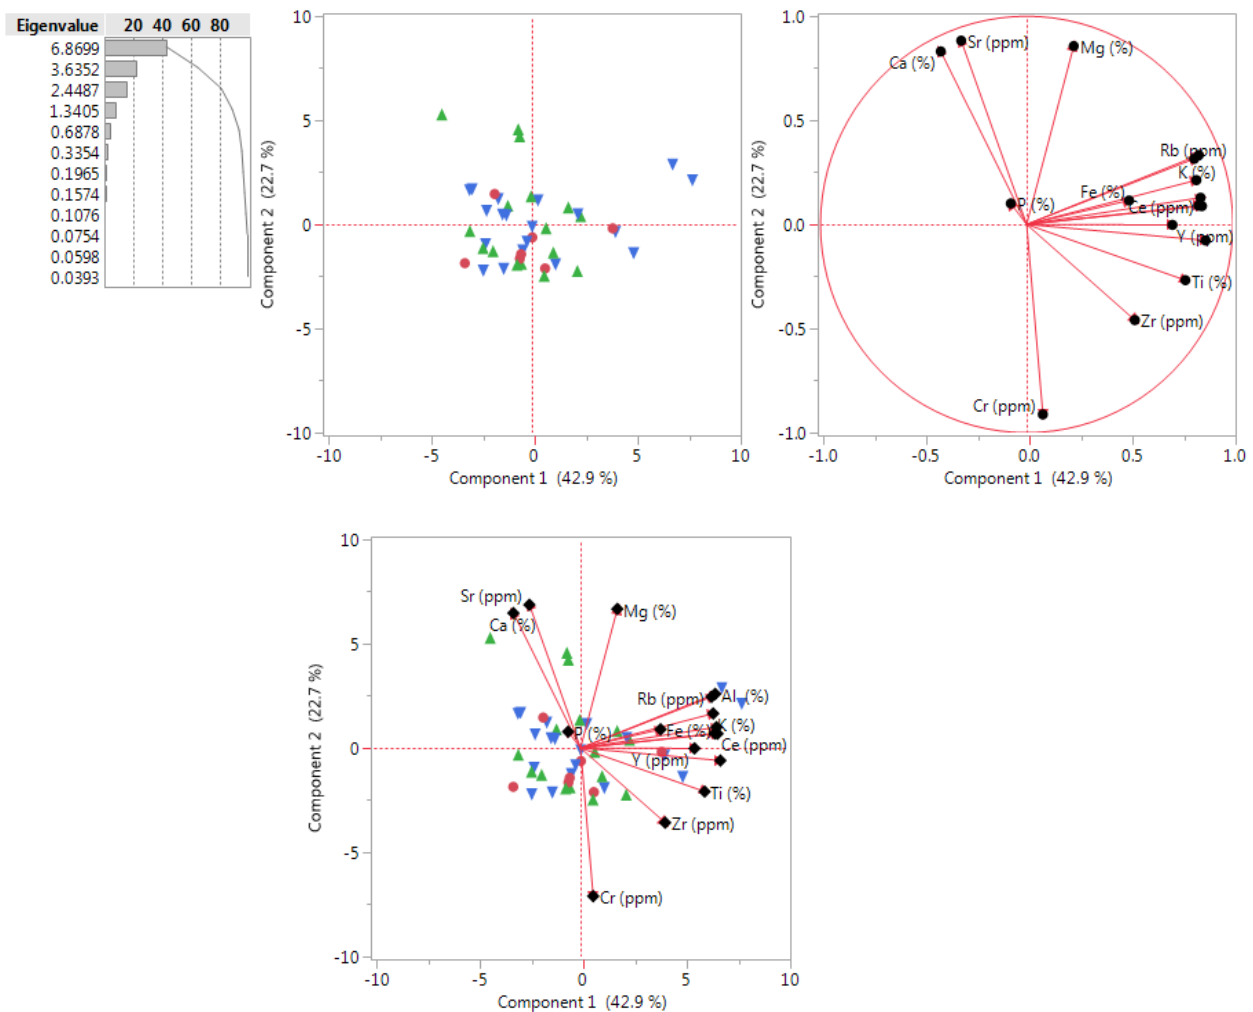 Eigenvalue 20 40 60 80
6.8699
3.6352
2.4487
1.3405
0.6878
0.3354
0.1965
0.1574
0.1076
0.0754
0.0598
0.0393
10
5
0
-5
-10
Component 2 (22.7 %)
-10 -5 0 5 10
Component 1 (42.9 %)
1.0
0.5
0.0
-0.5
-1.0
Component 2 (22.7 %)
Sr (ppm)
Mg (%)
Ca (%)
Rb (ppm)
K (%)
Fe (%)
P (%)
Ce (ppm)
Y (ppm)
Ti (%)
Zr (ppm)
Cr (ppm)
-1.0 -0.5 0.0 0.5 1.0
Component 1 (42.9 %)
10
5
0
-5
-10
Component 2 (22.7 %)
Sr (ppm)
Mg (%)
Ca (%)
Rb (ppm)
Al (%)
K (%)
Fe (%)
P (%)
Ce (ppm)
Y (ppm)
Ti (%)
Zr (ppm)
Cr (ppm)
-10 -5 0 5 10
Component 1 (42.9 %)